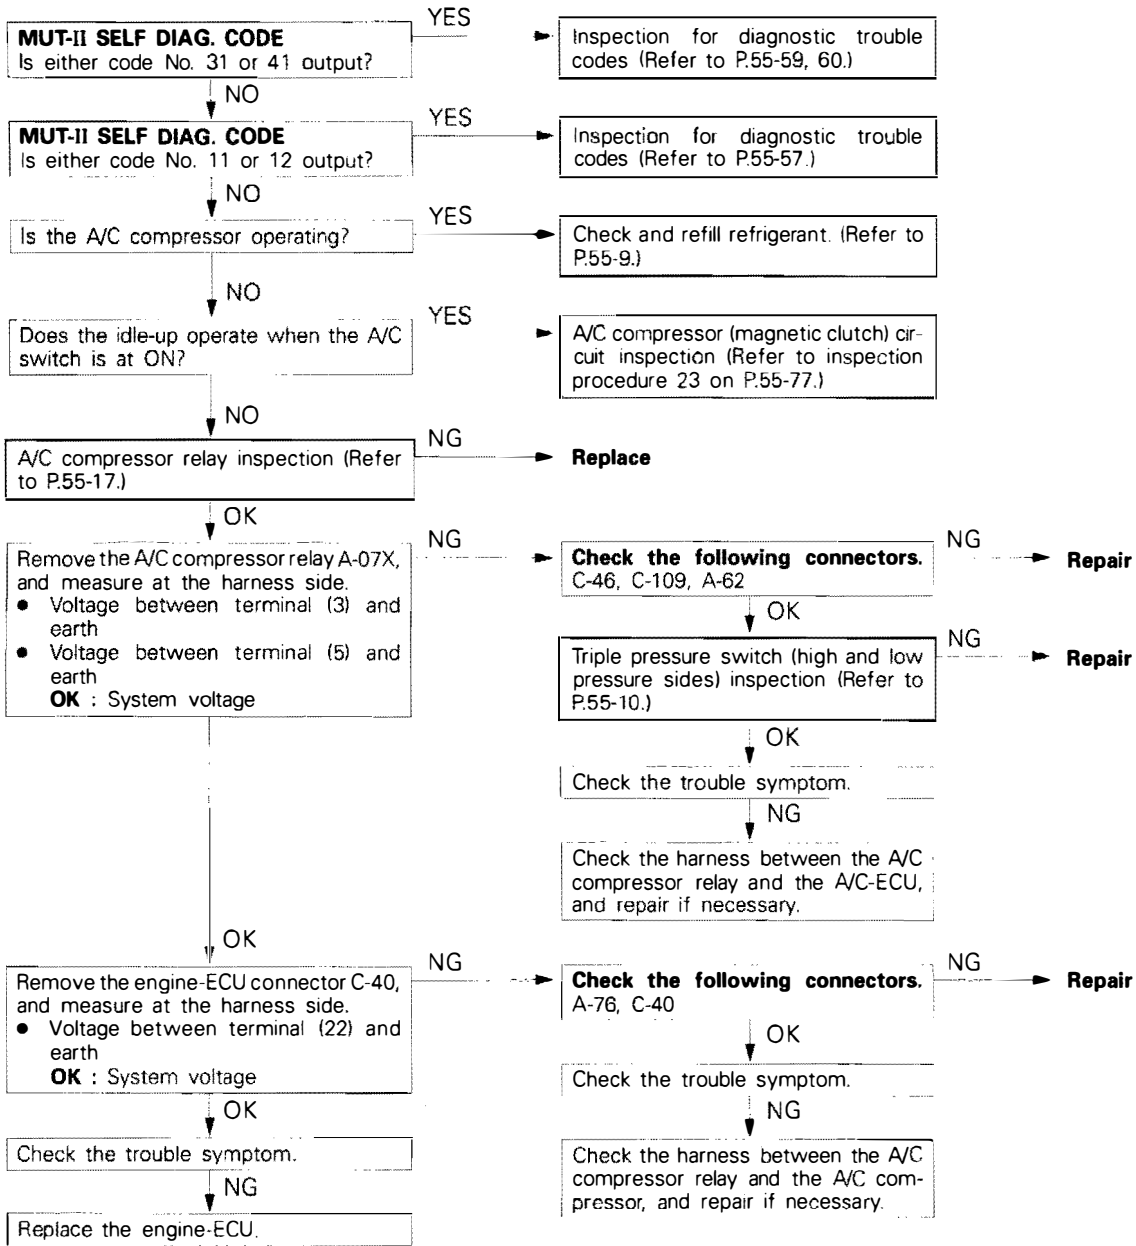 YES
MUT-II SELF DIAG. CODE
Is either code No. 31 or 41 output?
Inspection for diagnostic trouble
codes (Refer to P.55-59, 60.)
NO
MUT-II SELF DIAG. CODE
Is either code No. 11 or 12 output?
YES
Inspection for diagnostic trouble
codes (Refer to P.55-57.)
NO
Is the A/C compressor operating?
YES
Check and refill refrigerant. (Refer to
P.55-9.)
NO
Does the idle-up operate when the A/C
switch is at ON?
YES
A/C compressor (magnetic clutch) cir-
cuit inspection (Refer to inspection
procedure 23 on P.55-77.)
NO
A/C compressor relay inspection (Refer
to P.55-17.)
NG
Replace
OK
Remove the A/C compressor relay A-07X,
and measure at the harness side.
● Voltage between terminal (3) and
earth
● Voltage between terminal (5) and
earth
OK : System voltage
NG
Check the following connectors.
C-46, C-109, A-62
NG
Repair
OK
Triple pressure switch (high and low
pressure sides) inspection (Refer to
P.55-10.)
NG
Repair
OK
Check the trouble symptom.
NG
Check the harness between the A/C
compressor relay and the A/C-ECU,
and repair if necessary.
OK
Remove the engine-ECU connector C-40,
and measure at the harness side.
● Voltage between terminal (22) and
earth
OK : System voltage
NG
Check the following connectors.
A-76, C-40
NG
Repair
OK
Check the trouble symptom.
NG
Check the harness between the A/C
compressor relay and the A/C com-
pressor, and repair if necessary.
OK
Check the trouble symptom.
NG
Replace the engine-ECU.